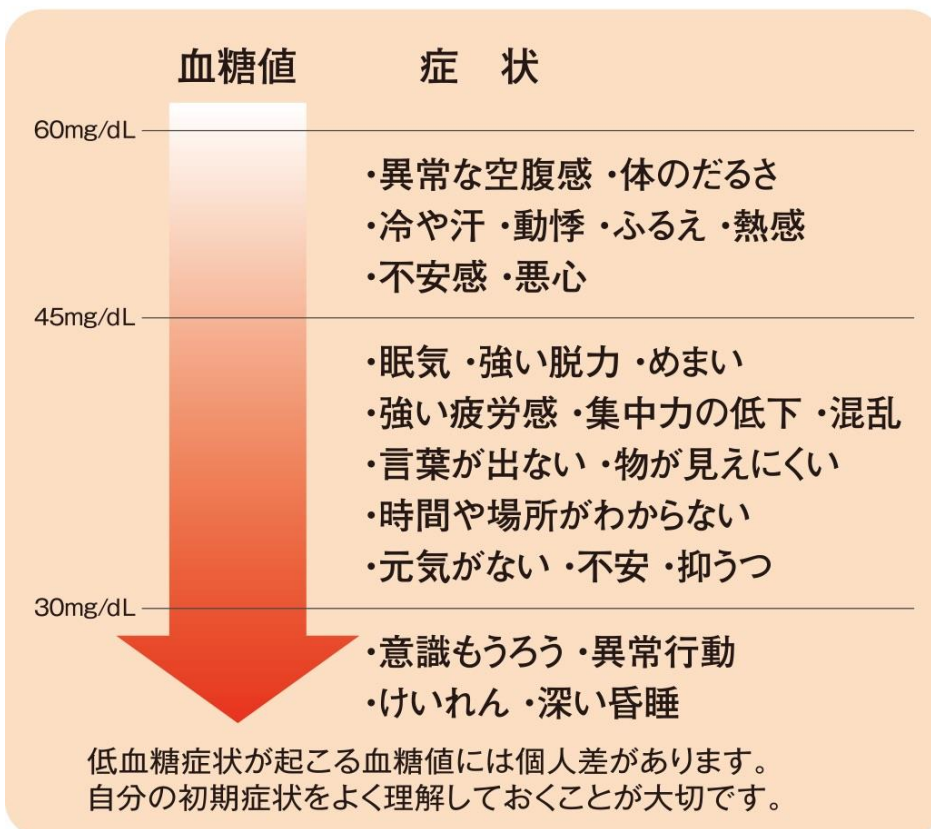 血糖値 症 状
60mg/dL
・異常な空腹感 ・体のだるさ
・冷や汗 ・動悸 ・ふるえ ・熱感
・不安感 ・悪心
45mg/dL
・眠気 ・強い脱力 ・めまい
・強い疲労感 ・集中力の低下 ・混乱
・言葉が出ない ・物が見えにくい
・時間や場所がわからない
・元気がない ・不安 ・抑うつ
30mg/dL
・意識もうろう ・異常行動
・けいれん ・深い昏睡
低血糖症状が起こる血糖値には個人差があります。
自分の初期症状をよく理解しておくことが大切です。